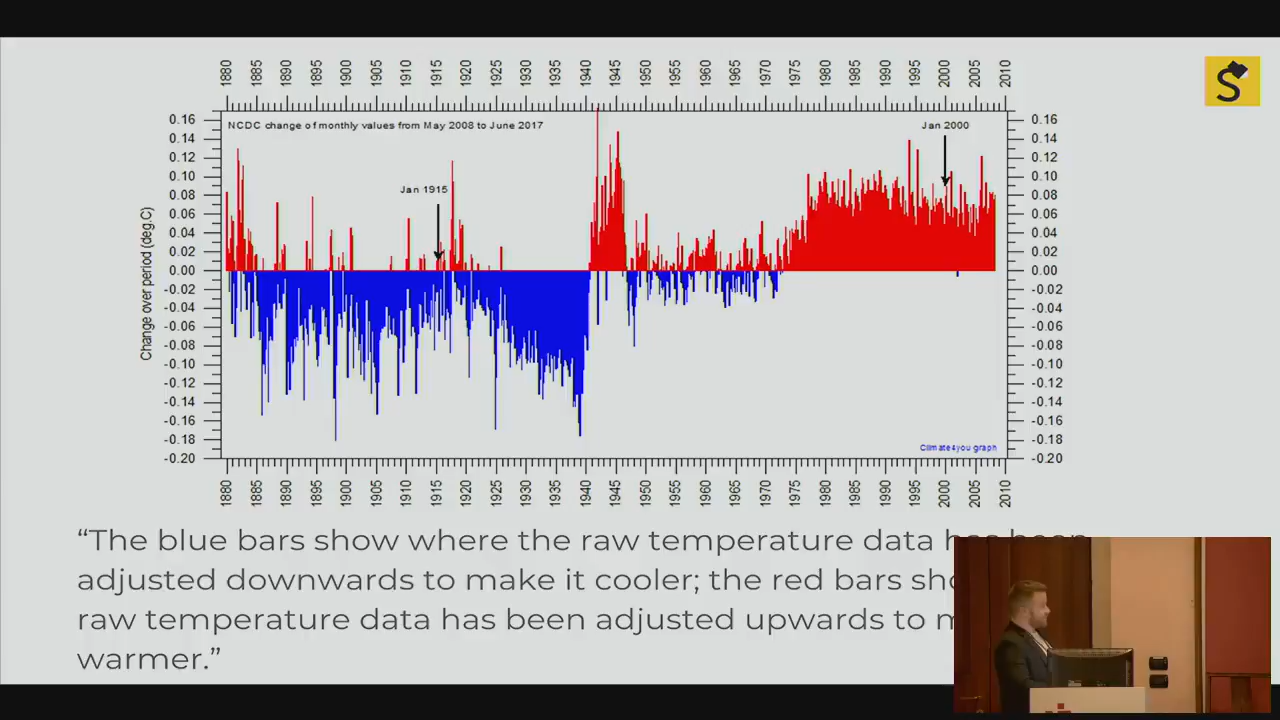 1880 1885 1890 1895 1900 1905 1910 1915 1920 1925 1930 1935 1940 1945 1950 1955 1960 1965 1970 1975 1980 1985 1990 1995 2000 2005 2010
S
NCDC change of monthly values from May 2008 to June 2017
Jan 1915
Jan 2000
Change over period (deg.C)
0.16 0.16
0.14 0.14
0.12 0.12
0.10 0.10
0.08 0.08
0.06 0.06
0.04 0.04
0.02 0.02
0.00 0.00
-0.02 -0.02
-0.04 -0.04
-0.06 -0.06
-0.08 -0.08
-0.10 -0.10
-0.12 -0.12
-0.14 -0.14
-0.16 -0.16
-0.18 -0.18
-0.20 -0.20
Climate4you graph
1880 1885 1890 1895 1900 1905 1910 1915 1920 1925 1930 1935 1940 1945 1950 1955 1960 1965 1970 1975 1980 1985 1990 1995 2000 2005 2010
“The blue bars show where the raw temperature data has been
adjusted downwards to make it cooler; the red bars
raw temperature data has been adjusted upwards to
warmer.”